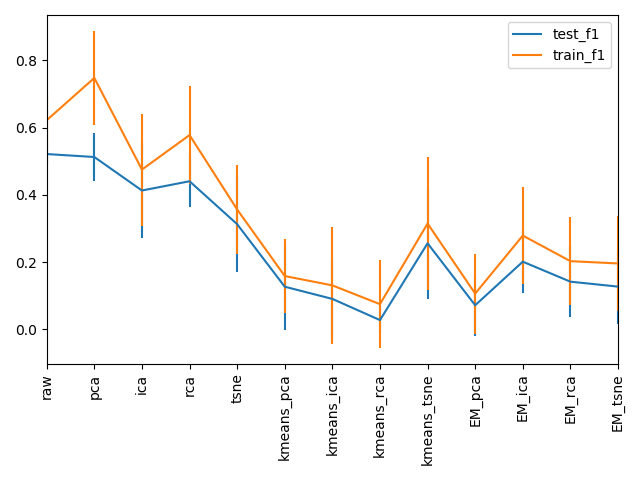 test_f1
train_f1
0.8
0.6
0.4
0.2
0.0
raw
pca
ica
rca
tsne
kmeans_pca
kmeans_ica
kmeans_rca
kmeans_tsne
EM_pca
EM_ica
EM_rca
EM_tsne